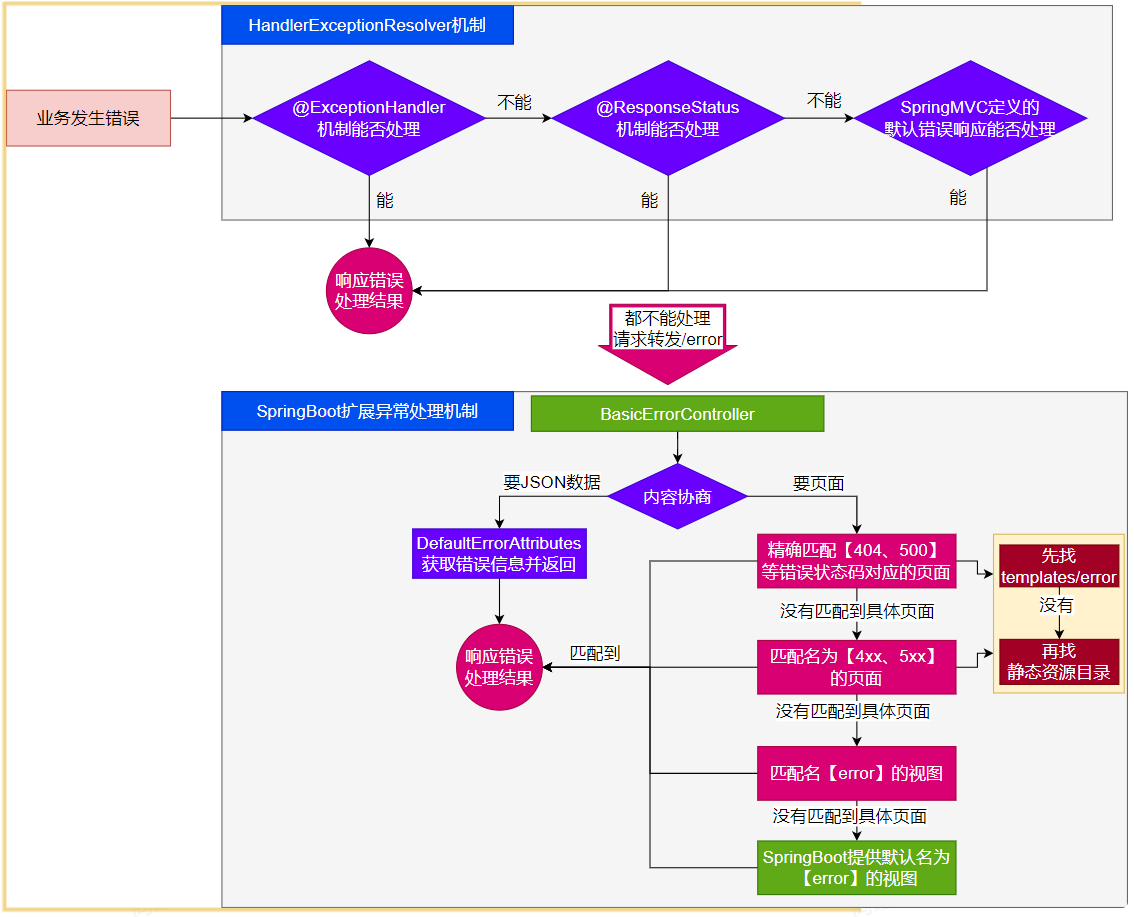 HandlerExceptionResolver机制
业务发生错误
@ExceptionHandler
机制能否处理
不能
@ResponseStatus
机制能否处理
不能
SpringMVC定义的
默认错误响应能否处理
能
能
能
响应错误
处理结果
都不能处理
请求转发/error
SpringBoot扩展异常处理机制
BasicErrorController
内容协商
要JSON数据
要页面
DefaultErrorAttributes
获取错误信息并返回
精确匹配【404、500】
等错误状态码对应的页面
先找
templates/error
没有
再找
静态资源目录
没有匹配到具体页面
响应错误
处理结果
匹配到
匹配名为【4xx、5xx】
的页面
没有匹配到具体页面
匹配名【error】的视图
没有匹配到具体页面
SpringBoot提供默认名为
【error】的视图